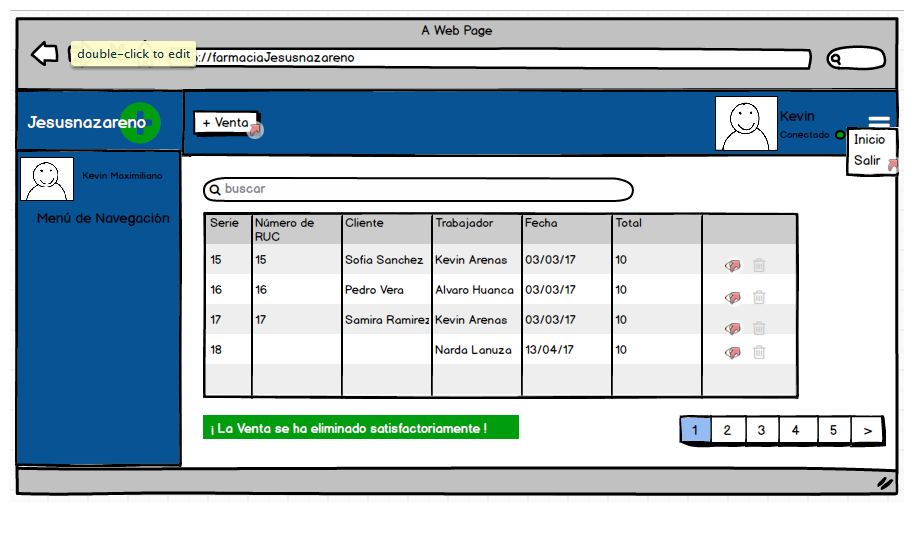 A Web Page
double-click to edit
://farmaciaJesusnazareno
Jesusnazareno
+ Venta
Kevin
Conectado
Inicio
Salir
Kevin Maximiliano
Menú de Navegación
buscar
Serie Número de RUC Cliente Trabajador Fecha Total
15 15 Sofia Sanchez Kevin Arenas 03/03/17 10
16 16 Pedro Vera Alvaro Huanca 03/03/17 10
17 17 Samira Ramirez Kevin Arenas 03/03/17 10
18 Narda Lanuza 13/04/17 10
¡ La Venta se ha eliminado satisfactoriamente !
1 2 3 4 5 >